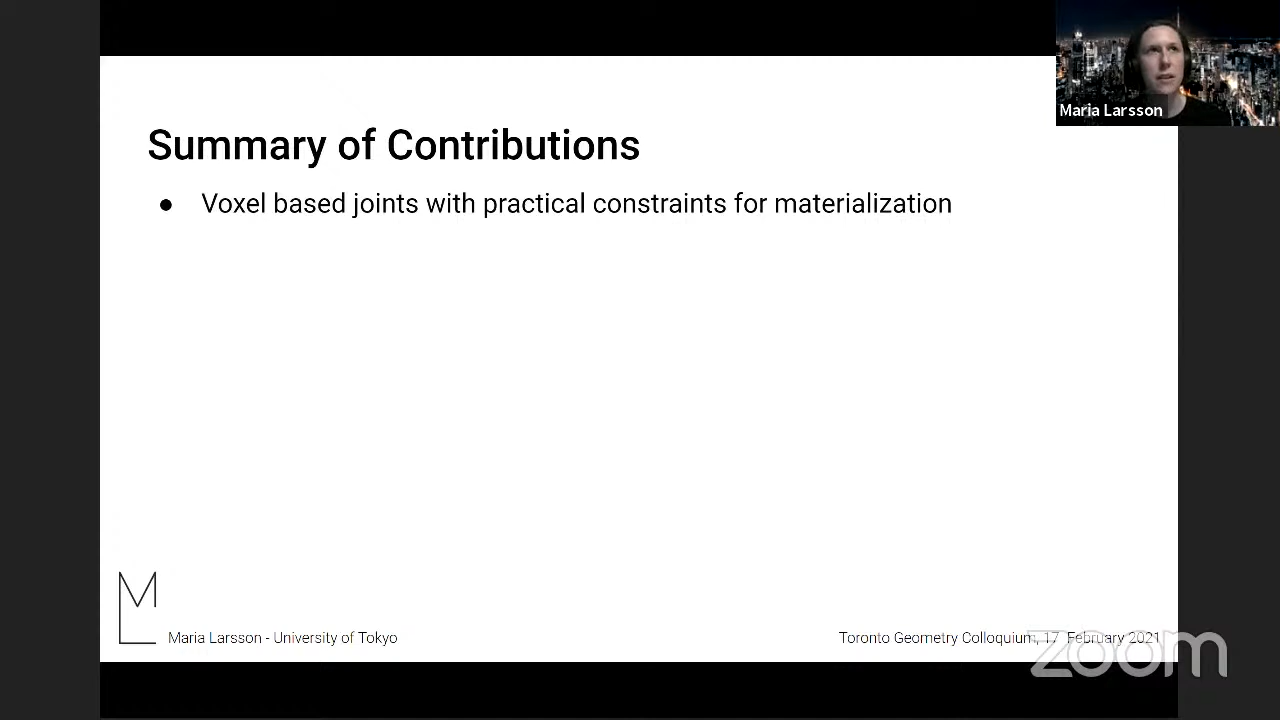 Maria Larsson
Summary of Contributions
● Voxel based joints with practical constraints for materialization
ML
Maria Larsson - University of Tokyo
Toronto Geometry Colloquium, 17 February 2021
zoom